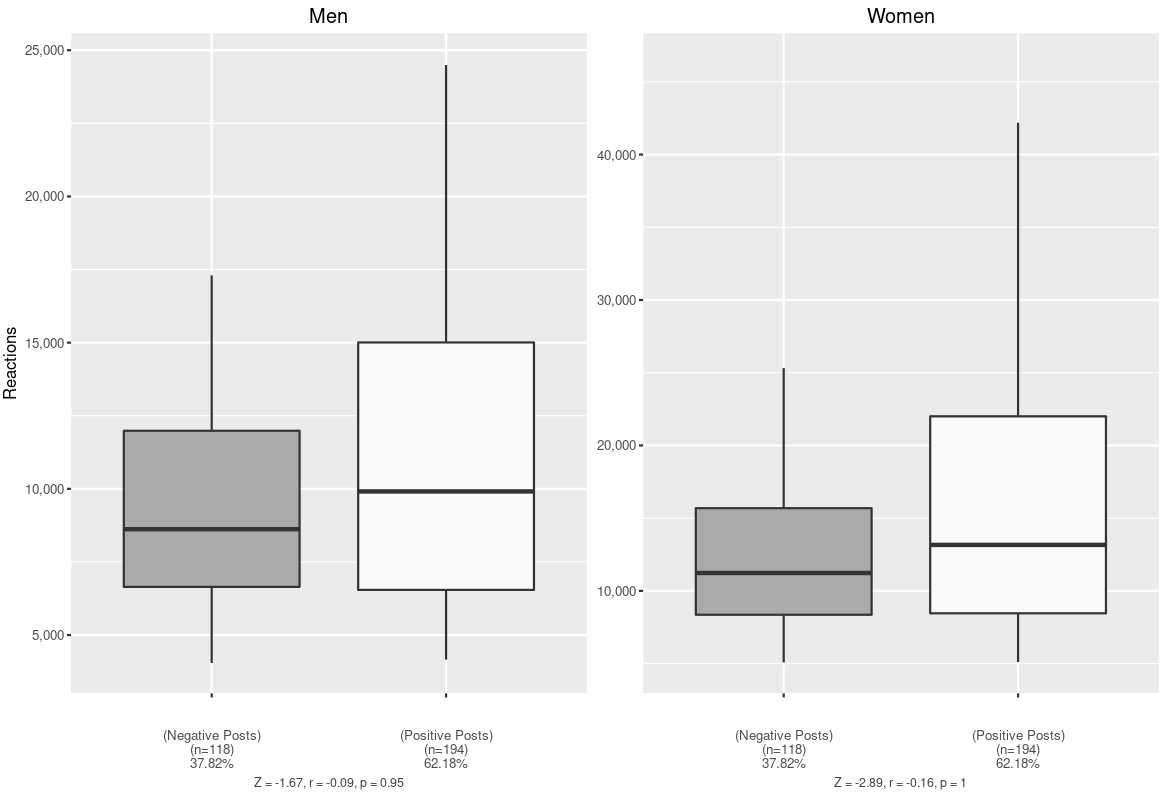 Men
25,000
20,000
15,000
10,000
5,000
Reactions
(Negative Posts)
(n=118)
37.82%
(Positive Posts)
(n=194)
62.18%
Z = -1.67, r = -0.09, p = 0.95
Women
40,000
30,000
20,000
10,000
(Negative Posts)
(n=118)
37.82%
(Positive Posts)
(n=194)
62.18%
Z = -2.89, r = -0.16, p = 1